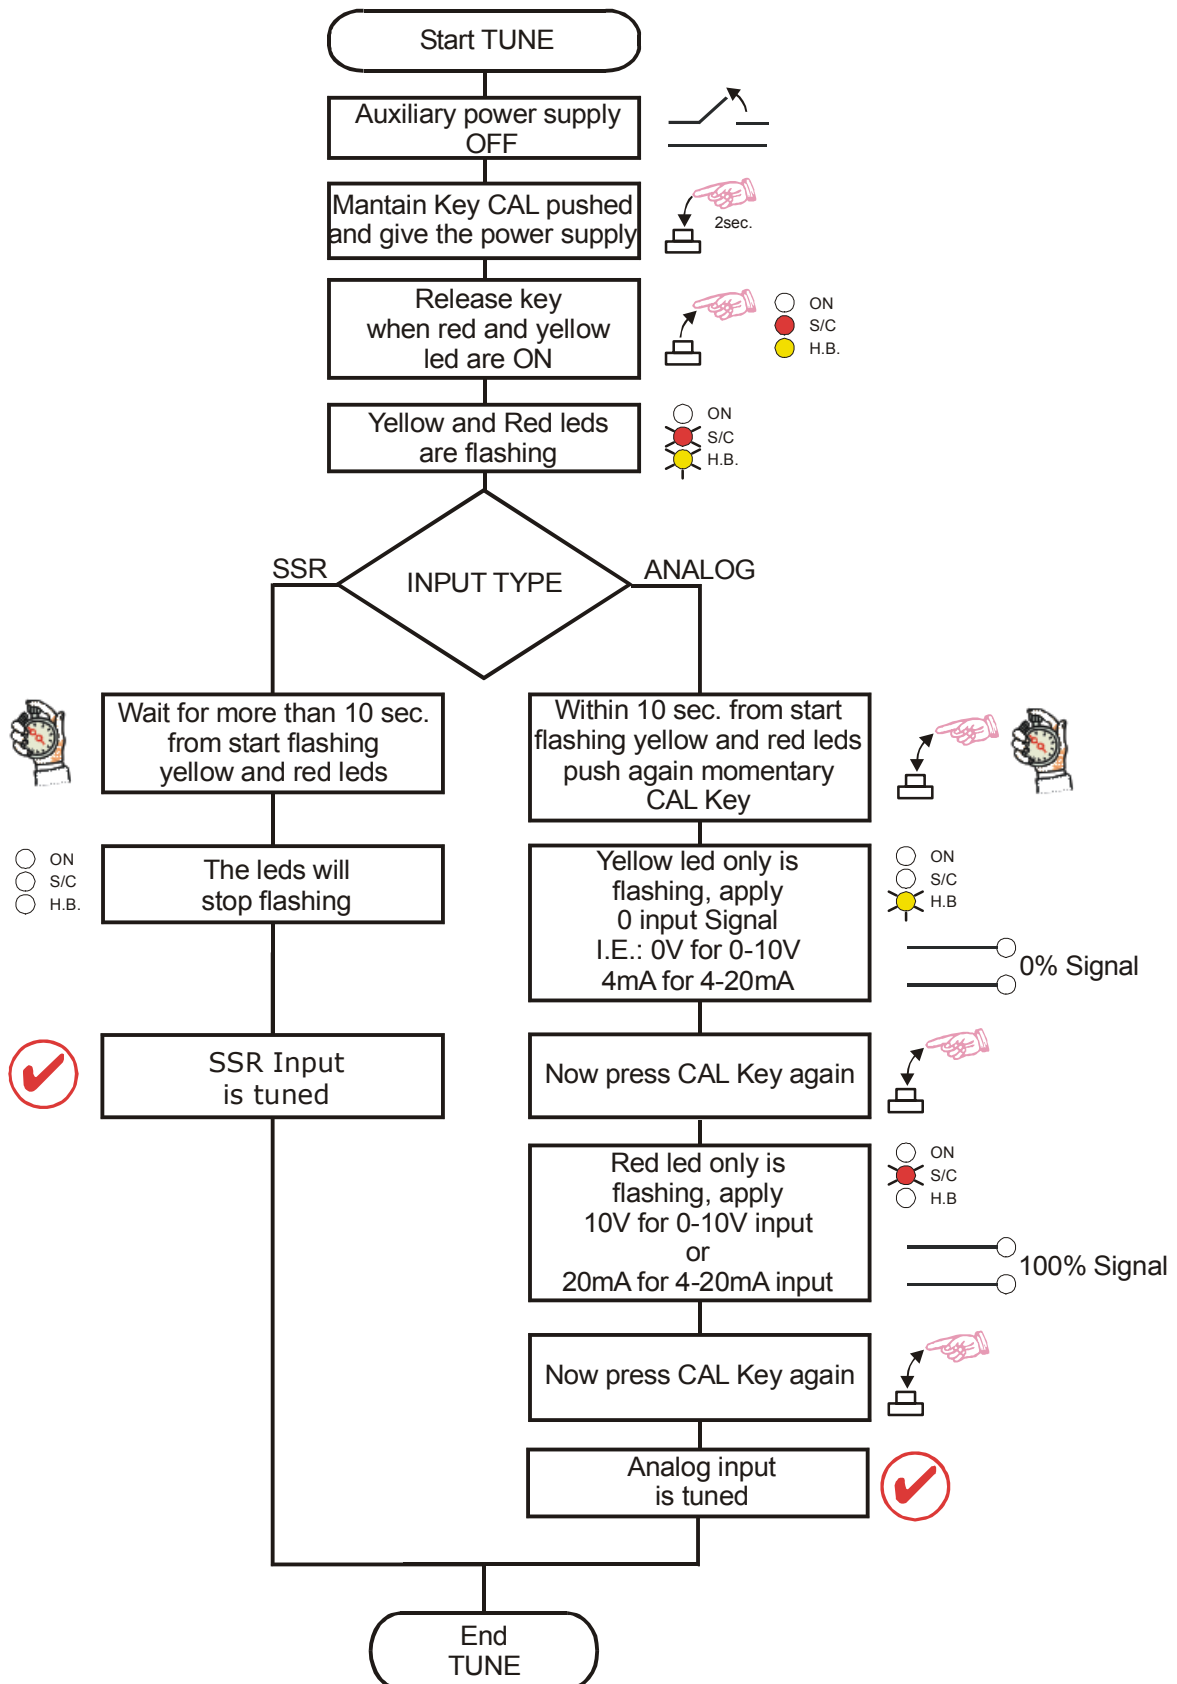 Start TUNE
Auxiliary power supply
OFF
Mantain Key CAL pushed
and give the power supply
2sec.
Release key
when red and yellow
led are ON
ON
S/C
H.B.
Yellow and Red leds
are flashing
ON
S/C
H.B.
INPUT TYPE
SSR
ANALOG
Wait for more than 10 sec.
from start flashing
yellow and red leds
The leds will
stop flashing
ON
S/C
H.B.
SSR Input
is tuned
Within 10 sec. from start
flashing yellow and red leds
push again momentary
CAL Key
Yellow led only is
flashing, apply
0 input Signal
I.E.: 0V for 0-10V
4mA for 4-20mA
ON
S/C
H.B
0% Signal
Now press CAL Key again
Red led only is
flashing, apply
10V for 0-10V input
or
20mA for 4-20mA input
ON
S/C
H.B
100% Signal
Now press CAL Key again
Analog input
is tuned
End
TUNE